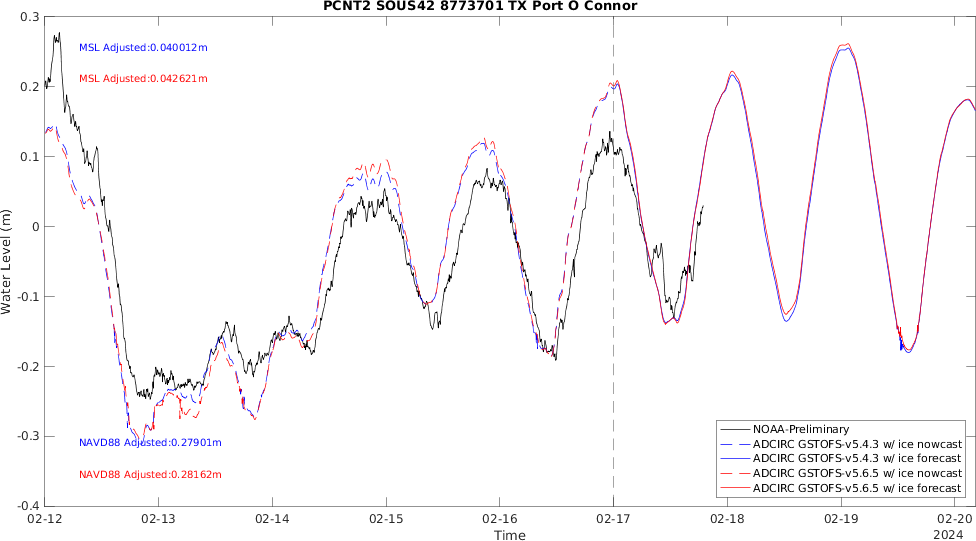 PCNT2 SOUS42 8773701 TX Port O Connor
0.3
MSL Adjusted:0.040012m
MSL Adjusted:0.042621m
0.2
0.1
0
-0.1
-0.2
-0.3
-0.4
Water Level (m)
NAVD88 Adjusted:0.27901m
NAVD88 Adjusted:0.28162m
NOAA-Preliminary
ADCIRC GSTOFS-v5.4.3 w/ ice nowcast
ADCIRC GSTOFS-v5.4.3 w/ ice forecast
ADCIRC GSTOFS-v5.6.5 w/ ice nowcast
ADCIRC GSTOFS-v5.6.5 w/ ice forecast
02-12 02-13 02-14 02-15 02-16 02-17 02-18 02-19 02-20
Time
2024